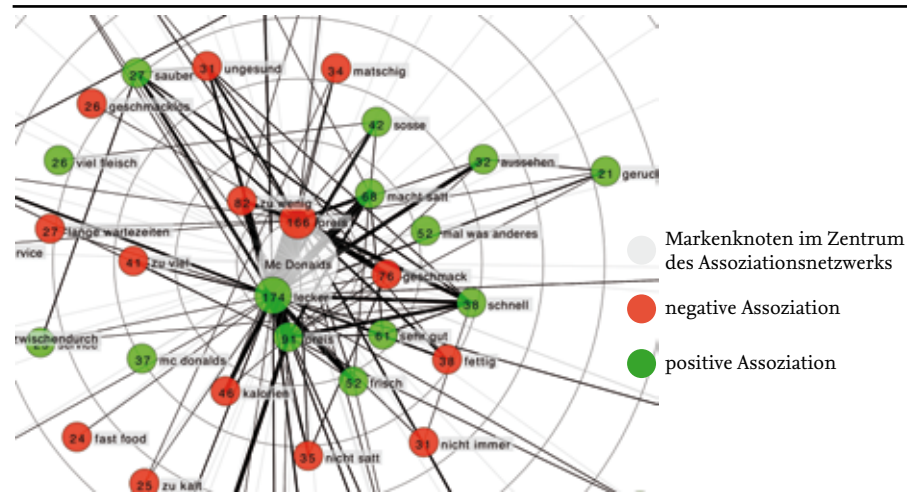 31 ungesund
34 matschig
27 sauber
26 geschmacklos
42 sosse
26 viel fleisch
32 aussehen
21 geruch
82 zu wenig
68 macht satt
166 preis
27 lange wartezeiten
52 mal was anderes
rvice
41 zu viel
Mc Donalds
76 geschmack
174 lecker
38 schnell
zwischendurch
service
91 preis
61 sehr gut
37 mc donalds
38 fettig
52 frisch
46 kalorien
24 fast food
31 nicht immer
35 nicht satt
25 zu kalt
Markenknoten im Zentrum
des Assoziationsnetzwerks
negative Assoziation
positive Assoziation